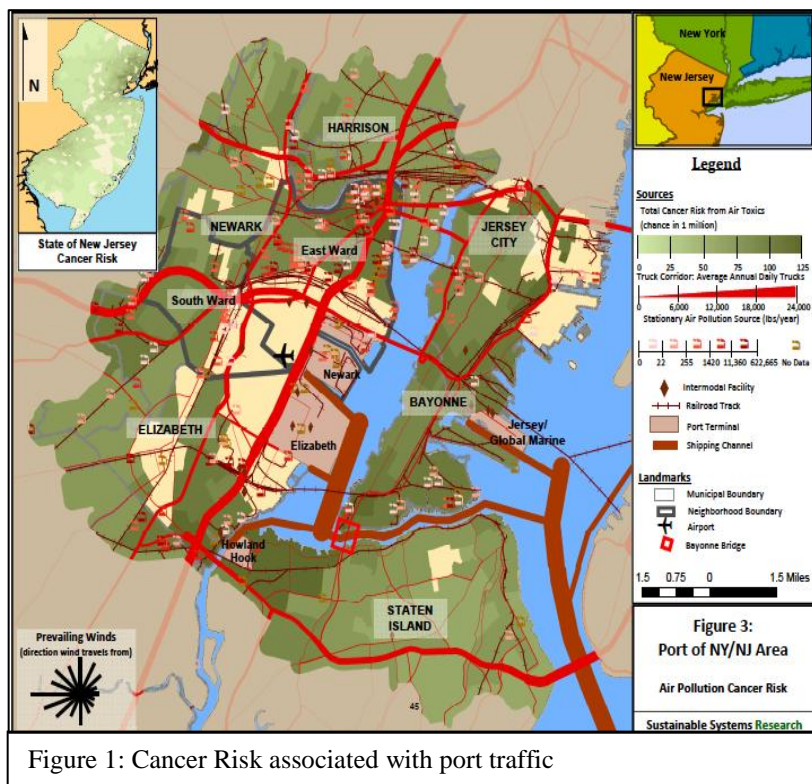 N
State of New Jersey
Cancer Risk
HARRISON
NEWARK
East Ward
JERSEY
CITY
South Ward
Newark
ELIZABETH
Elizabeth
BAYONNE
Jersey/
Global Marine
Howland
Hook
STATEN
ISLAND
45
Prevailing Winds
(direction wind travels from)
New York
New Jersey
Legend
Sources
Total Cancer Risk from Air Toxics
(chance in 1 million)
0 25 50 75 100 125
Truck Corridor: Average Annual Daily Trucks
0 6,000 12,000 18,000 24,000
Stationary Air Pollution Source (lbs/year)
0 22 255 1420 11,360 622,665 No Data
Intermodal Facility
Railroad Track
Port Terminal
Shipping Channel
Landmarks
Municipal Boundary
Neighborhood Boundary
Airport
Bayonne Bridge
1.5 0.75 0 1.5 Miles
Figure 3:
Port of NY/NJ Area
Air Pollution Cancer Risk
Sustainable Systems Research
Figure 1: Cancer Risk associated with port traffic